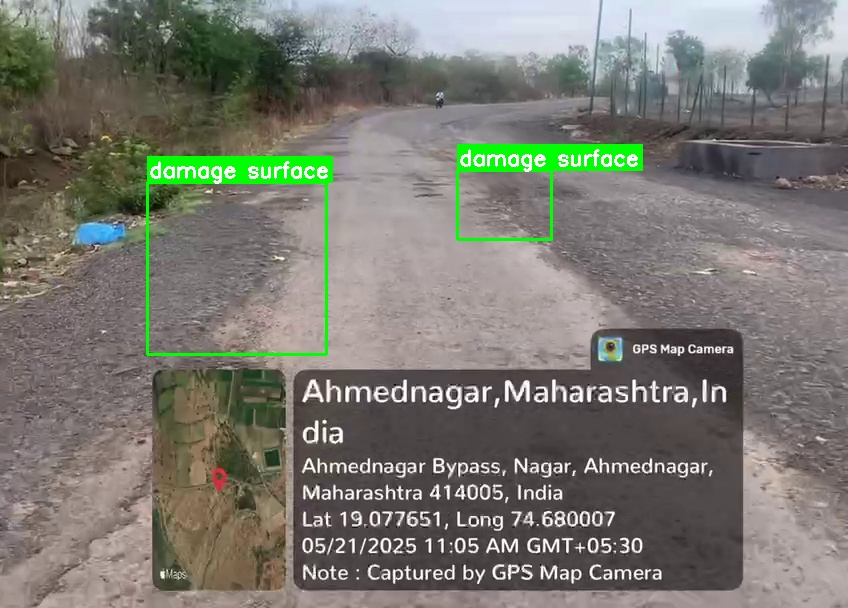 damage surface
damage surface
GPS Map Camera
Ahmednagar,Maharashtra,In
dia
Ahmednagar Bypass, Nagar, Ahmednagar,
Maharashtra 414005, India
Lat 19.077651, Long 74.680007
05/21/2025 11:05 AM GMT+05:30
Note : Captured by GPS Map Camera
Maps